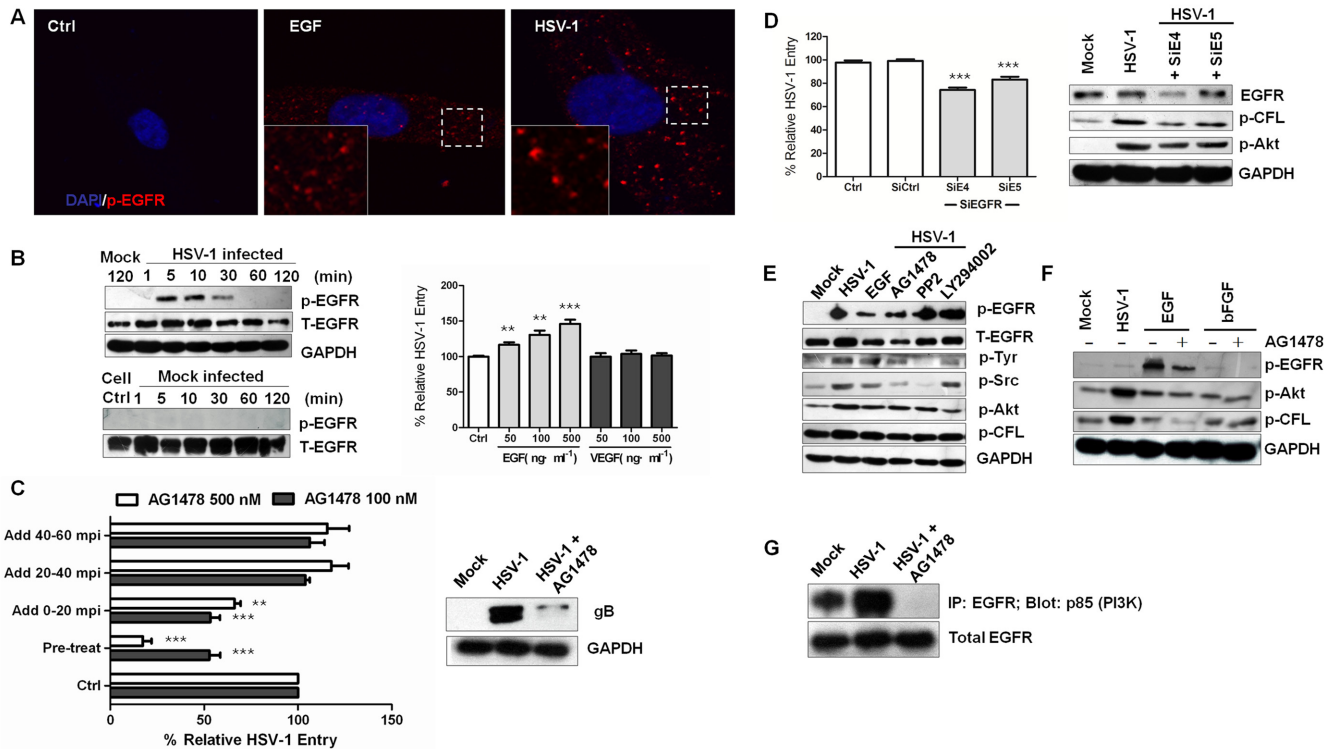 A
Ctrl
EGF
HSV-1
DAPI/p-EGFR
B
Mock HSV-1 infected
120 1 5 10 30 60 120 (min)
p-EGFR
T-EGFR
GAPDH
Cell Mock infected
Ctrl 1 5 10 30 60 120 (min)
p-EGFR
T-EGFR
% Relative HSV-1 Entry
200
150
100
50
0
** ** ***
Ctrl 50 100 500 50 100 500
EGF( ng· ml-1) VEGF( ng· ml-1)
C
AG1478 500 nM AG1478 100 nM
Add 40-60 mpi
Add 20-40 mpi
Add 0-20 mpi
**
***
Pre-treat
***
***
Ctrl
0 50 100 150
% Relative HSV-1 Entry
Mock HSV-1 HSV-1 + AG1478
gB
GAPDH
D
% Relative HSV-1 Entry
120
100
80
60
40
20
0
*** ***
Ctrl SiCtrl SiE4 SiE5
SiEGFR
HSV-1
Mock HSV-1 + SiE4 + SiE5
EGFR
p-CFL
p-Akt
GAPDH
E
HSV-1
Mock HSV-1 EGF AG1478 PP2 LY294002
p-EGFR
T-EGFR
p-Tyr
p-Src
p-Akt
p-CFL
GAPDH
F
Mock HSV-1 EGF bFGF
– – – + – + AG1478
p-EGFR
p-Akt
p-CFL
GAPDH
G
Mock HSV-1 HSV-1 + AG1478
IP: EGFR; Blot: p85 (PI3K)
Total EGFR